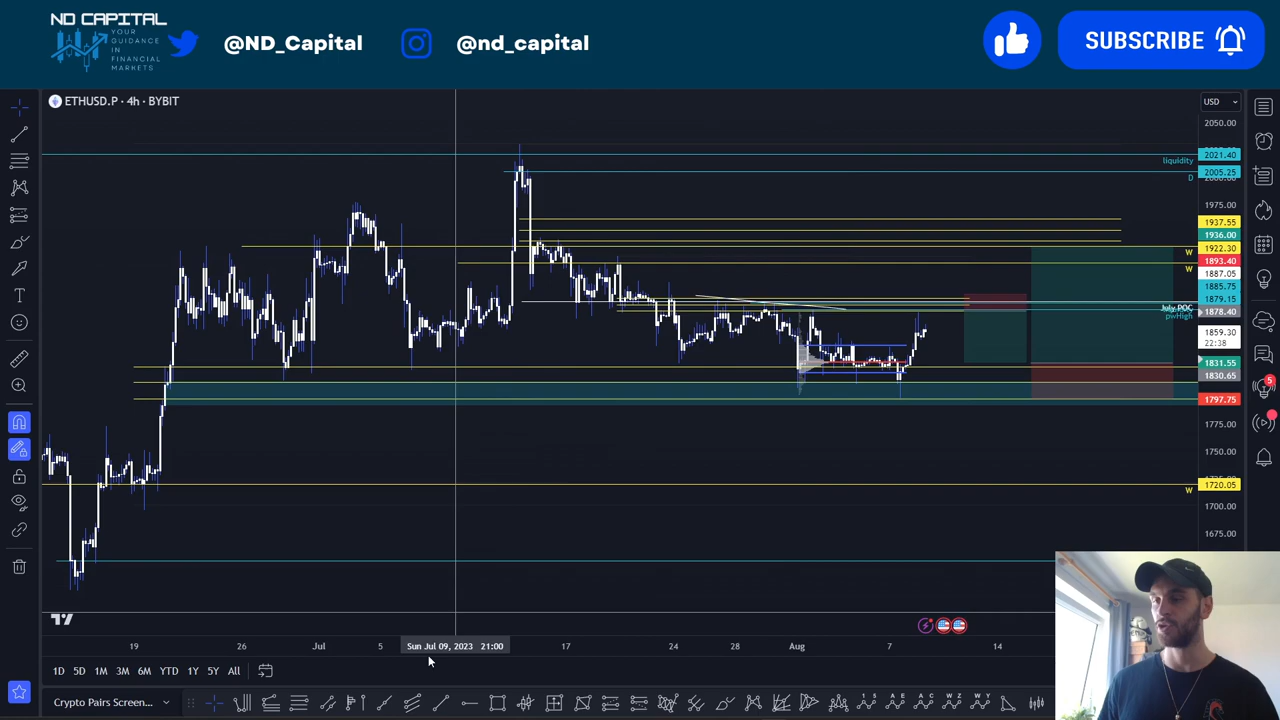 ND CAPITAL
YOUR
GUIDANCE
IN
FINANCIAL
MARKETS
@ND_Capital
@nd_capital
SUBSCRIBE
ETHUSD.P · 4h · BYBIT
USD
2050.00
2021.40
liquidity
2005.25
D
1975.00
1937.55
1936.00
1922.30
W
1893.40
W
1887.05
1885.75
1879.15
July POC
1878.40
pwHigh
1859.30
22:38
1831.55
1830.65
1797.75
1775.00
1750.00
1720.05
W
1700.00
1675.00
5
19
26
Jul
5
Sun Jul 09, 2023 21:00
17
24
28
Aug
7
14
1D 5D 1M 3M 6M YTD 1Y 5Y All
Crypto Pairs Screen...